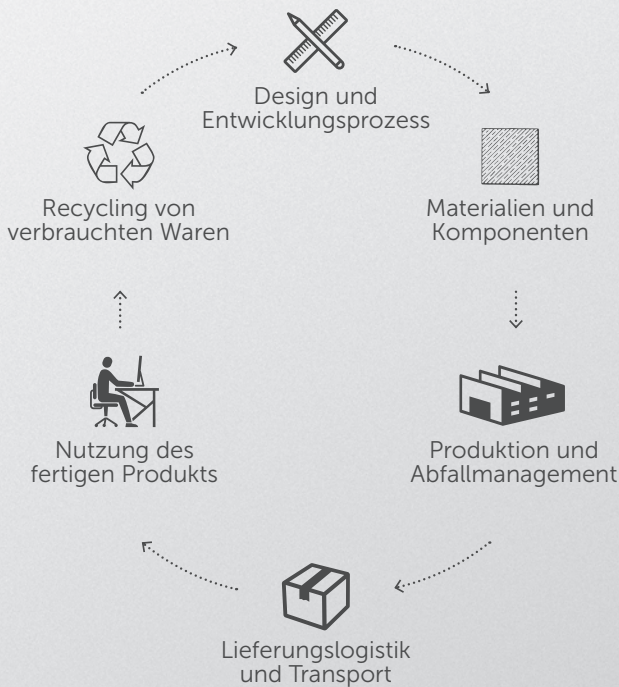 Design und
Entwicklungsprozess
Materialien und
Komponenten
Produktion und
Abfallmanagement
Lieferungslogistik
und Transport
Nutzung des
fertigen Produkts
Recycling von
verbrauchten Waren